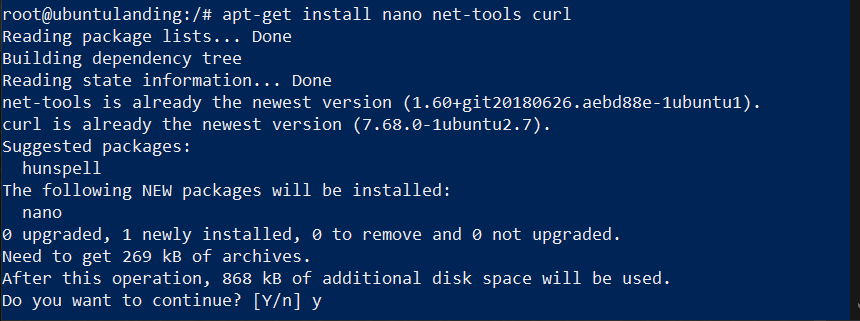 root@ubuntulanding:/# apt-get install nano net-tools curl
Reading package lists... Done
Building dependency tree
Reading state information... Done
net-tools is already the newest version (1.60+git20180626.aebd88e-1ubuntu1).
curl is already the newest version (7.68.0-1ubuntu2.7).
Suggested packages:
  hunspell
The following NEW packages will be installed:
  nano
0 upgraded, 1 newly installed, 0 to remove and 0 not upgraded.
Need to get 269 kB of archives.
After this operation, 868 kB of additional disk space will be used.
Do you want to continue? [Y/n] y